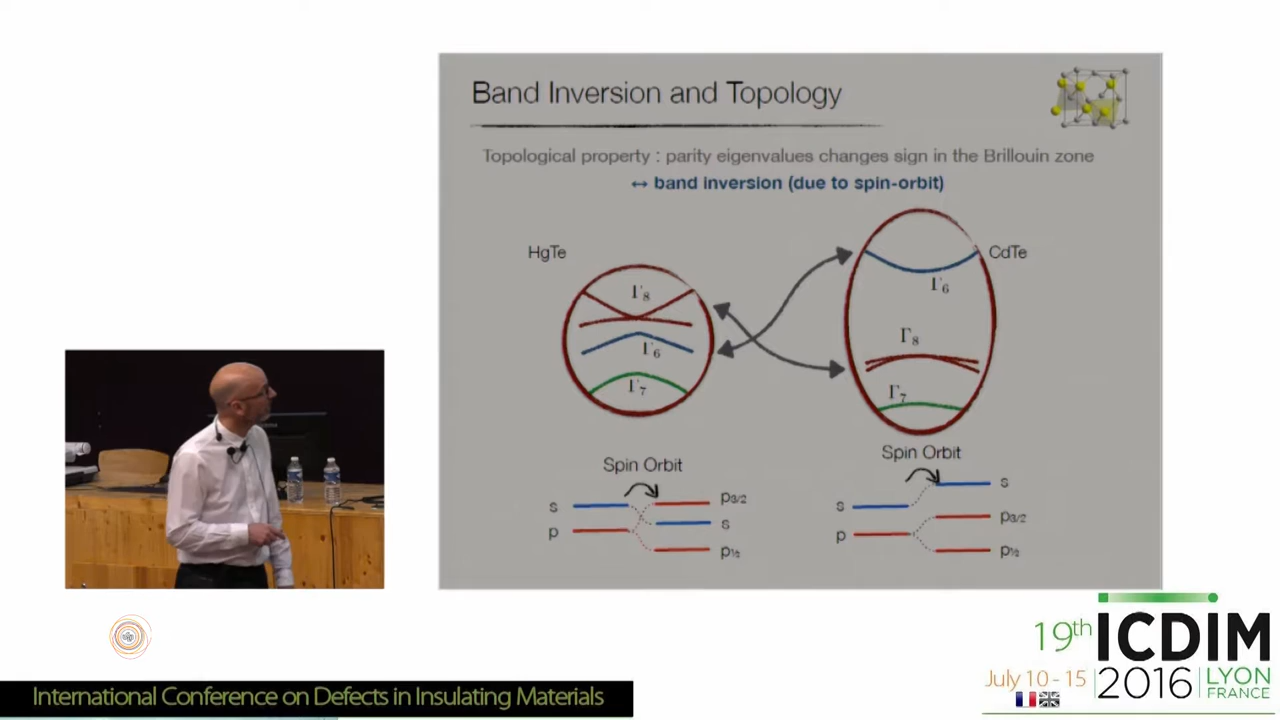 Band Inversion and Topology
Topological property : parity eigenvalues changes sign in the Brillouin zone
↔ band inversion (due to spin-orbit)
HgTe
CdTe
Γ8
Γ6
Γ7
Γ6
Γ8
Γ7
Spin Orbit
s
p
p3/2
s
p½
Spin Orbit
s
p
s
p3/2
p½
19th ICDIM
July 10 - 15 2016 LYON
FRANCE
International Conference on Defects in Insulating Materials